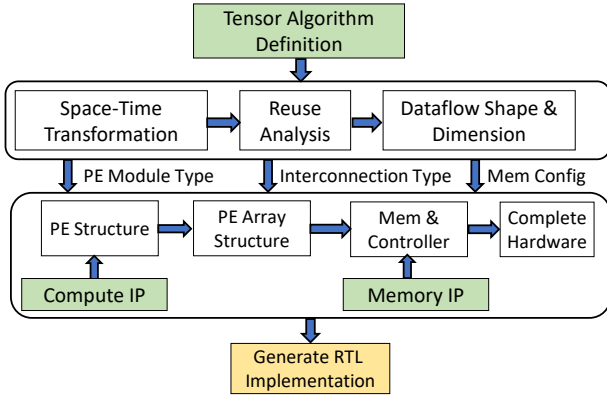 Tensor Algorithm
Definition
Space-Time
Transformation
Reuse
Analysis
Dataflow Shape &
Dimension
PE Module Type
Interconnection Type
Mem Config
PE Structure
PE Array
Structure
Mem &
Controller
Complete
Hardware
Compute IP
Memory IP
Generate RTL
Implementation